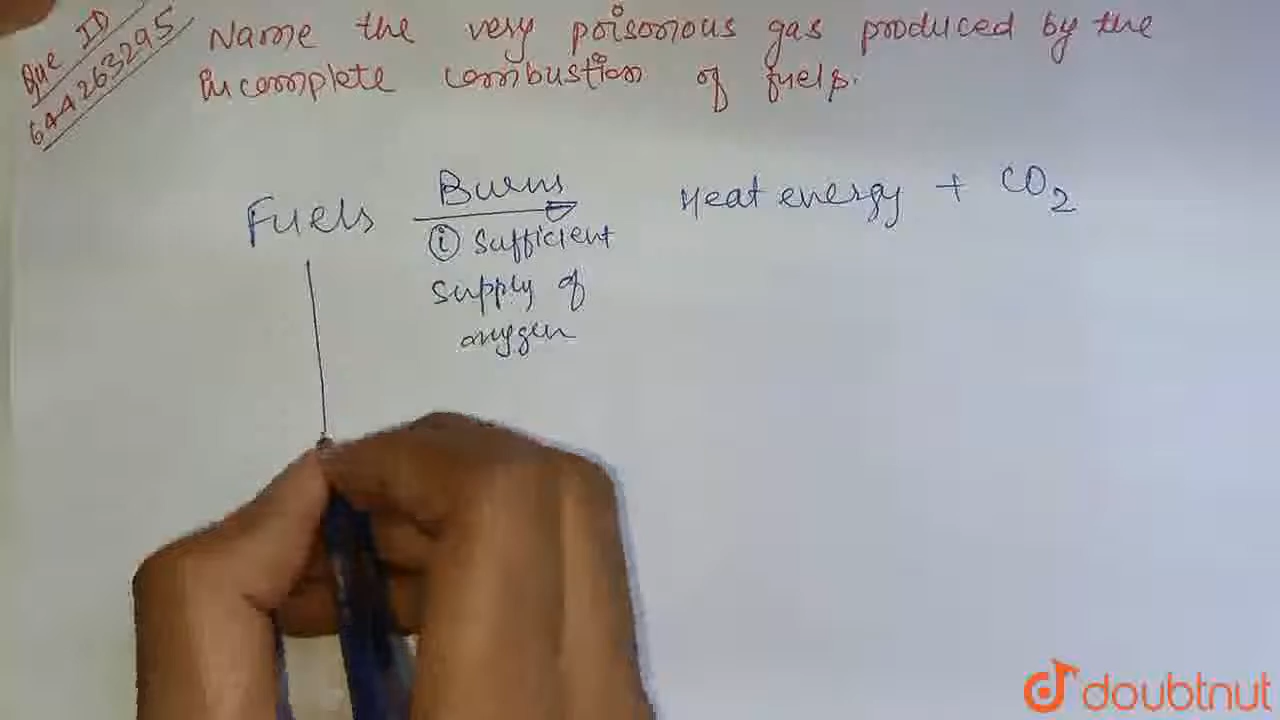 Que ID
644263295
Name the very poisonous gas produced by the
incomplete combustion of fuels.
Fuels Burns Heat energy + CO2
(i) Sufficient
supply of
oxygen
doubtnut